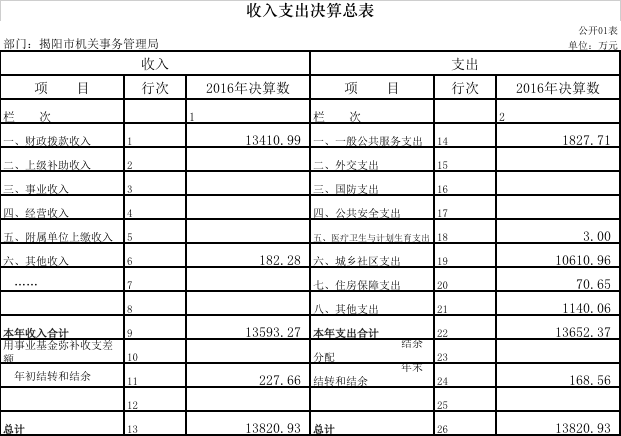 收入支出决算总表
公开01表
部门：揭阳市机关事务管理局 单位：万元
收入 支出
项 目 行次 2016年决算数 项 目 行次 2016年决算数
栏 次 1 栏 次 2
一、财政拨款收入 1 13410.99 一、一般公共服务支出 14 1827.71
二、上级补助收入 2 二、外交支出 15
三、事业收入 3 三、国防支出 16
四、经营收入 4 四、公共安全支出 17
五、附属单位上缴收入 5 五、医疗卫生与计划生育支出 18 3.00
六、其他收入 6 182.28 六、城乡社区支出 19 10610.96
…… 7 七、住房保障支出 20 70.65
8 八、其他支出 21 1140.06
本年收入合计 9 13593.27 本年支出合计 22 13652.37
用事业基金弥补收支差额 10 结余分配 23
年初结转和结余 11 227.66 年末结转和结余 24 168.56
12 25
总计 13 13820.93 总计 26 13820.93